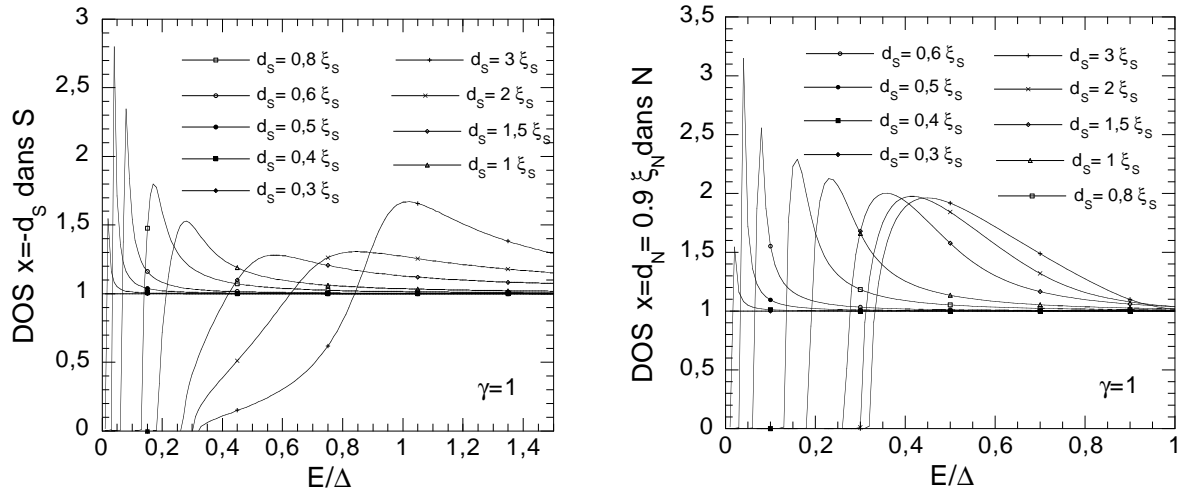 DOS x=-d_S dans S
3
2,5
2
1,5
1
0,5
0
d_S= 0,8 ξ_S
d_S= 0,6 ξ_S
d_S= 0,5 ξ_S
d_S= 0,4 ξ_S
d_S= 0,3 ξ_S
d_S= 3 ξ_S
d_S= 2 ξ_S
d_S= 1,5 ξ_S
d_S= 1 ξ_S
γ=1
0 0,2 0,4 0,6 0,8 1 1,2 1,4
E/Δ
DOS x=d_N= 0.9 ξ_N dans N
3,5
3
2,5
2
1,5
1
0,5
0
d_S= 0,6 ξ_S
d_S= 0,5 ξ_S
d_S= 0,4 ξ_S
d_S= 0,3 ξ_S
d_S= 3 ξ_S
d_S= 2 ξ_S
d_S= 1,5 ξ_S
d_S= 1 ξ_S
d_S= 0,8 ξ_S
γ=1
0 0,2 0,4 0,6 0,8 1
E/Δ